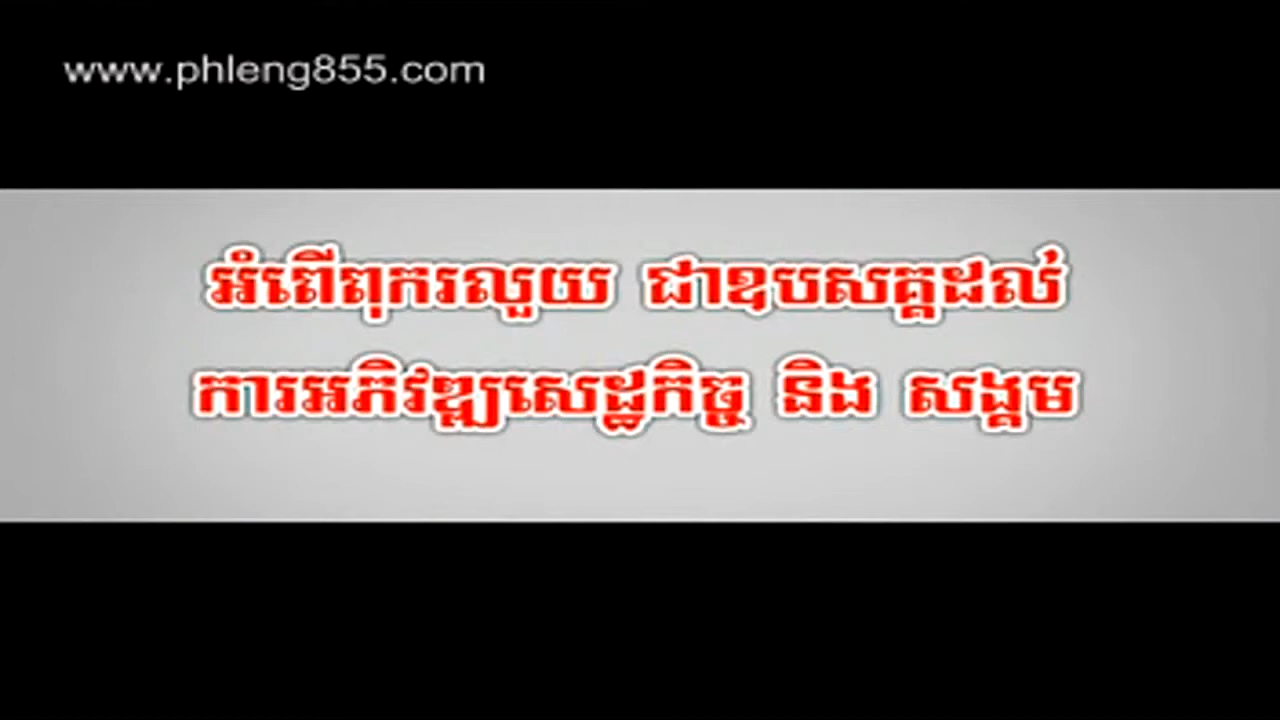 www.phleng855.com
អំពើពុករលួយ ជាឧបសគ្គដល់
ការអភិវឌ្ឍសេដ្ឋកិច្ច និង សង្គម